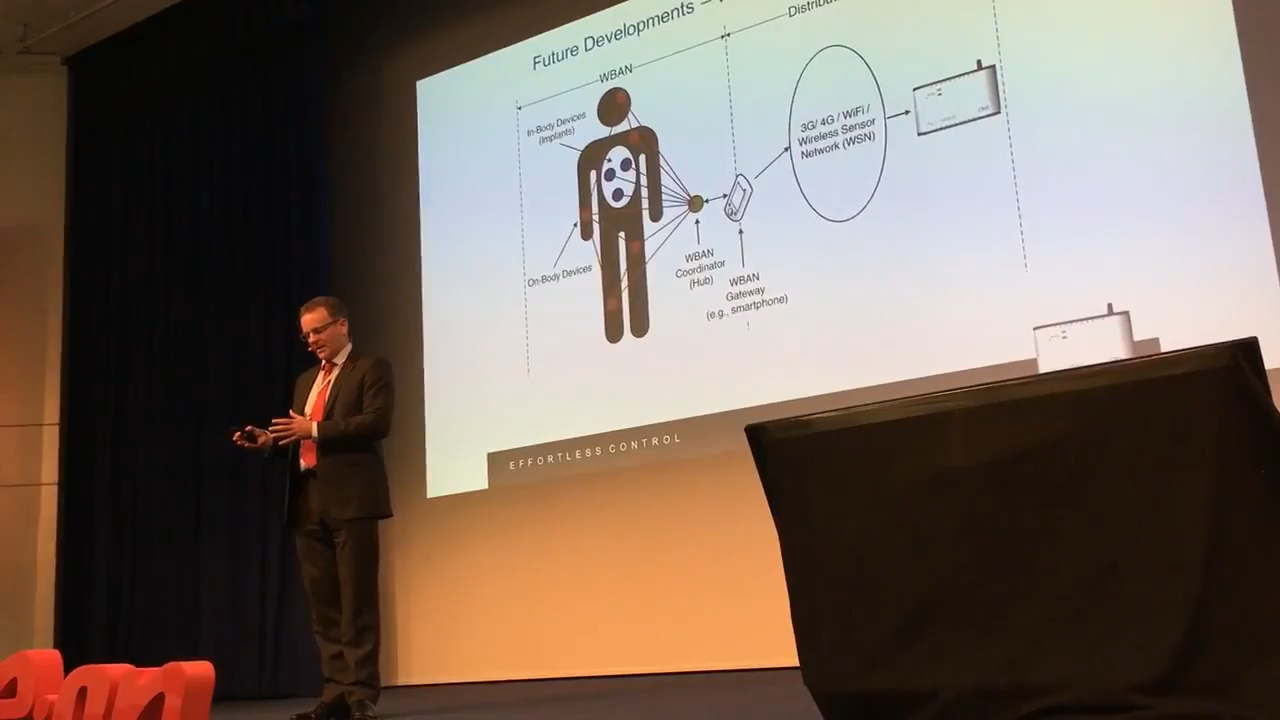 Future Developments –
Distribu
WBAN
In-Body Devices
(Implants)
3G/ 4G / WiFi /
Wireless Sensor
Network (WSN)
On-Body Devices
WBAN
Coordinator
(Hub)
WBAN
Gateway
(e.g., smartphone)
EFFORTLESS CONTROL